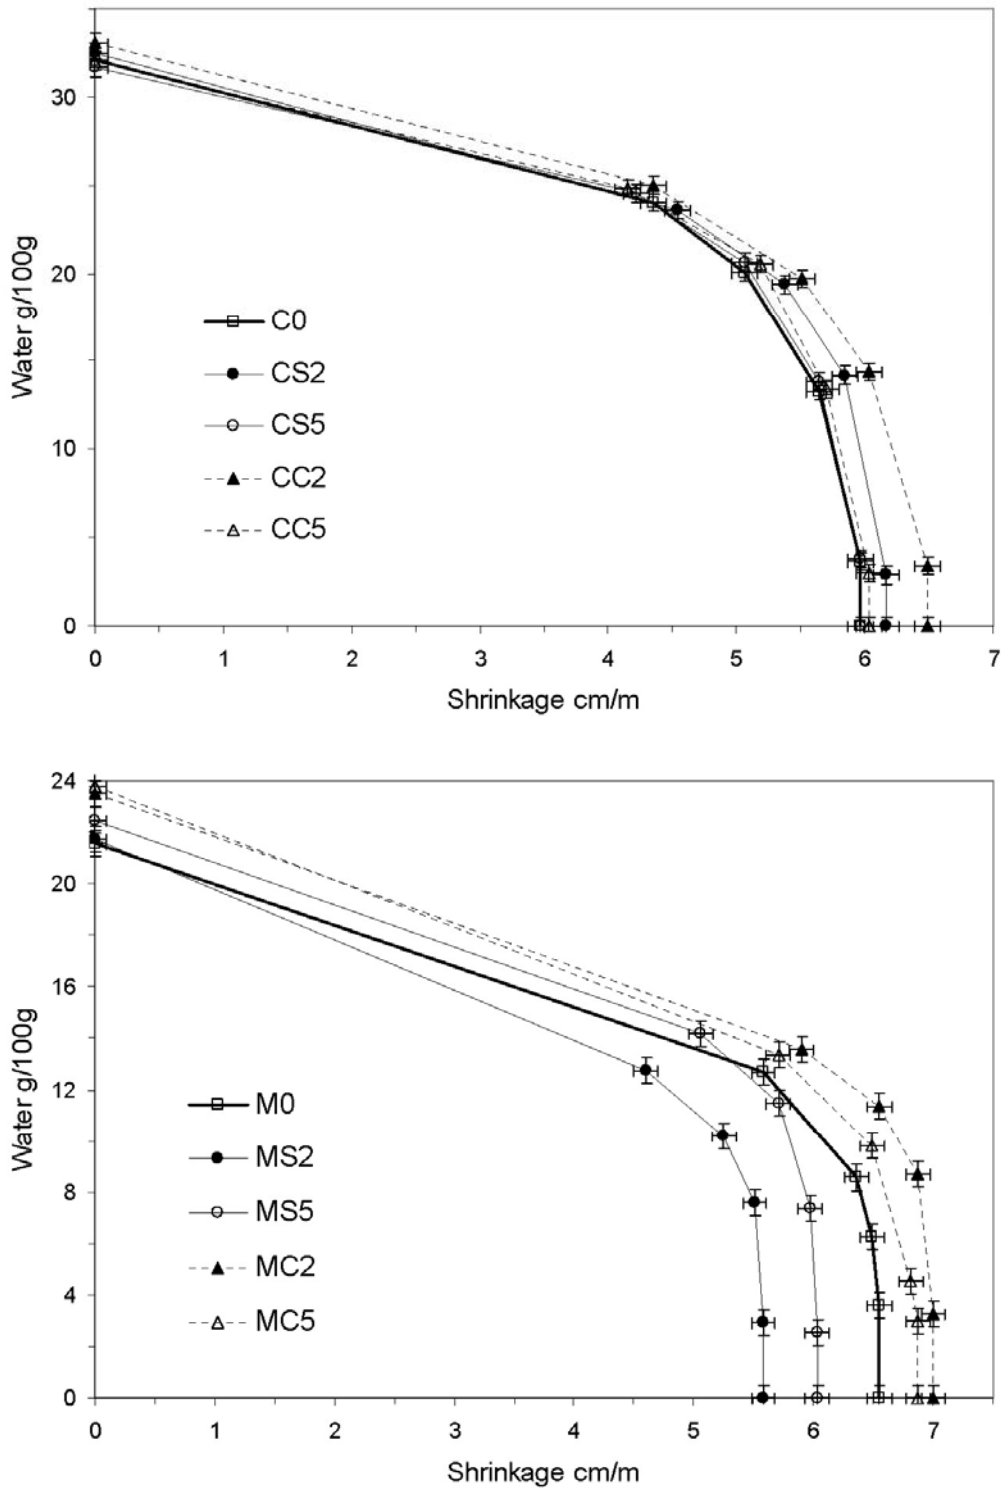 30
20
10
0
Water g/100g
C0
CS2
CS5
CC2
CC5
0 1 2 3 4 5 6 7
Shrinkage cm/m
24
20
16
12
8
4
0
Water g/100g
M0
MS2
MS5
MC2
MC5
0 1 2 3 4 5 6 7
Shrinkage cm/m